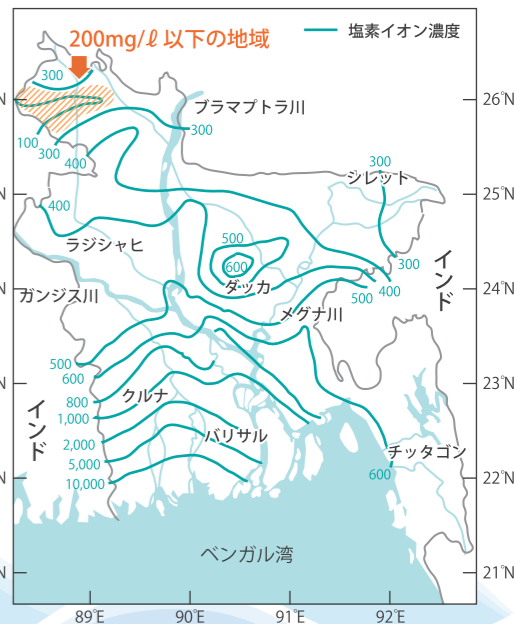 塩素イオン濃度
200mg/ℓ 以下の地域
300
26°N
ブラマプトラ川
100
300
300
400
300
シレット
25°N
400
500
ラジシャヒ
600
ダッカ
300
インド
ガンジス川
500
400
24°N
メグナ川
500
600
23°N
800
クルナ
1,000
インド
バリサル
2,000
チッタゴン
5,000
600
22°N
10,000
ベンガル湾
21°N
89°E
90°E
91°E
92°E
N
N
N
N
N
N